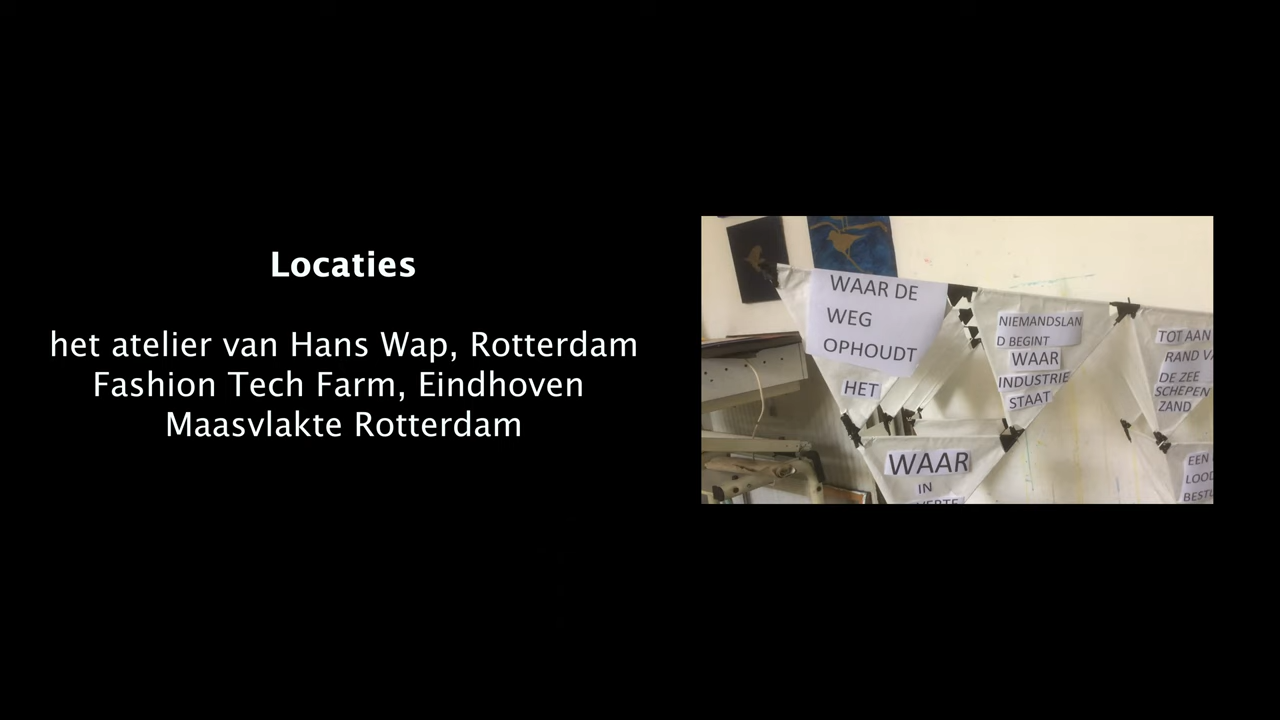 Locaties
het atelier van Hans Wap, Rotterdam
Fashion Tech Farm, Eindhoven
Maasvlakte Rotterdam
WAAR DE
WEG
OPHOUDT
HET
NIEMANDSLAN
D BEGINT
WAAR
INDUSTRIE
STAAT
TOT AAN
RAND
DE ZEE
SCHEPEN
ZAND
WAAR
IN
EEN